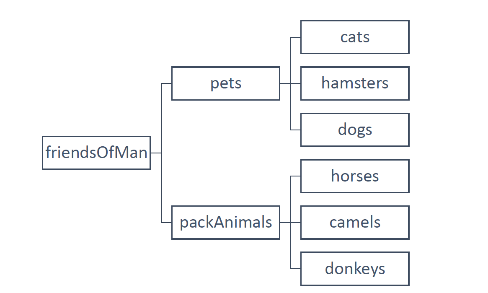 friendsOfMan
pets
cats
hamsters
dogs
packAnimals
horses
camels
donkeys